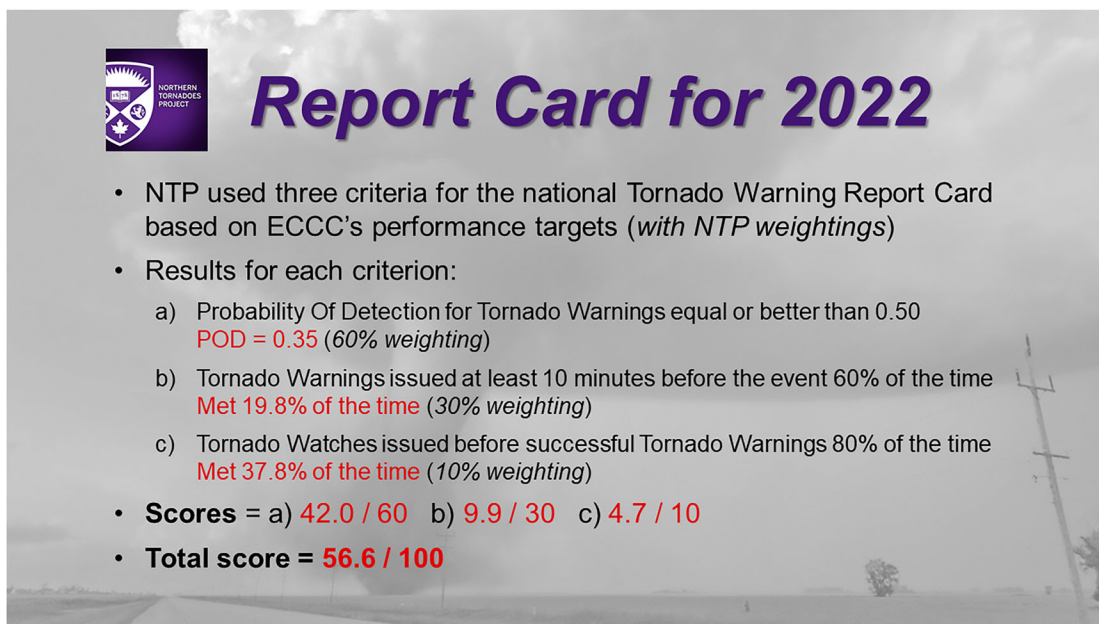 NORTHERN
TORNADOES
PROJECT
Report Card for 2022
• NTP used three criteria for the national Tornado Warning Report Card
based on ECCC's performance targets (with NTP weightings)
• Results for each criterion:
a) Probability Of Detection for Tornado Warnings equal or better than 0.50
POD = 0.35 (60% weighting)
b) Tornado Warnings issued at least 10 minutes before the event 60% of the time
Met 19.8% of the time (30% weighting)
c) Tornado Watches issued before successful Tornado Warnings 80% of the time
Met 37.8% of the time (10% weighting)
• Scores = a) 42.0 / 60 b) 9.9 / 30 c) 4.7 / 10
• Total score = 56.6 / 100